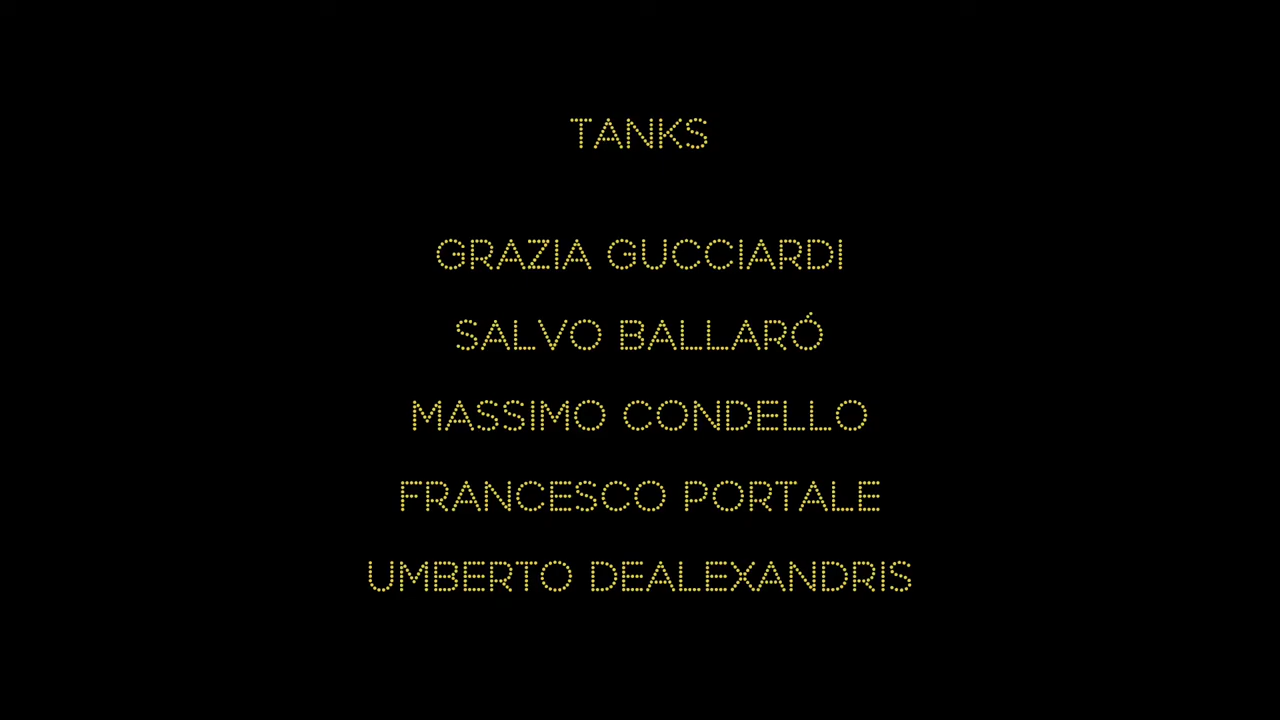 TANKS
GRAZIA GUCCIARDI
SALVO BALLARÓ
MASSIMO CONDELLO
FRANCESCO PORTALE
UMBERTO DEALEXANDRIS